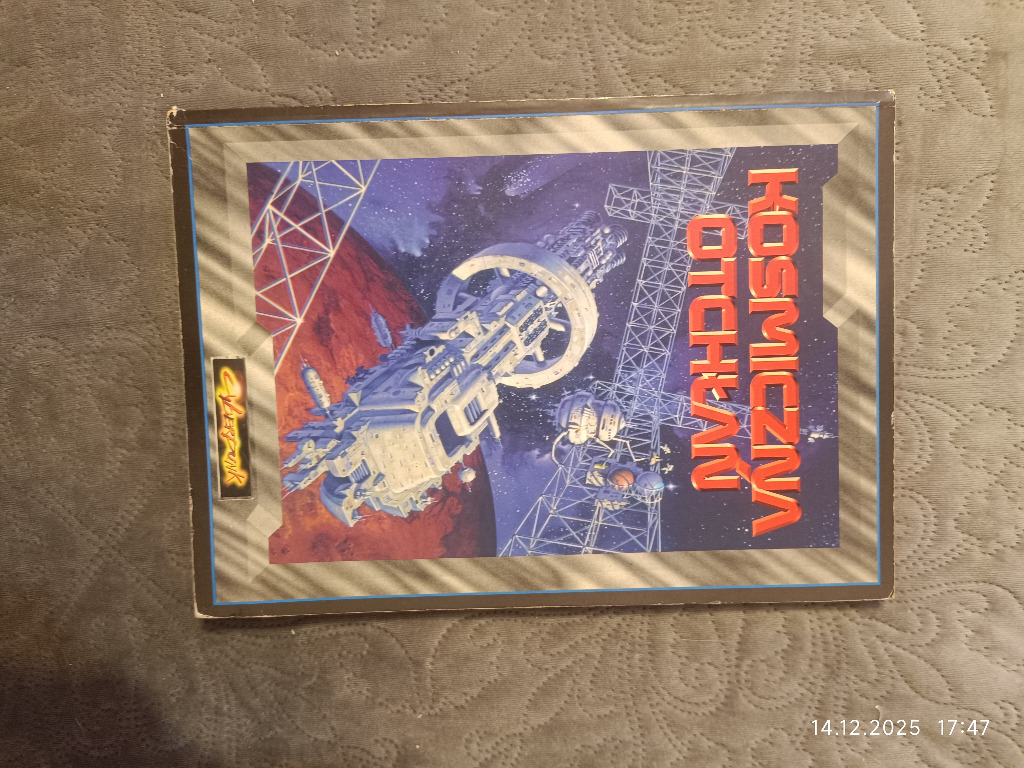 KOSMICZNA
OTCHŁAŃ
CYBERPUNK
14.12.2025 17:47